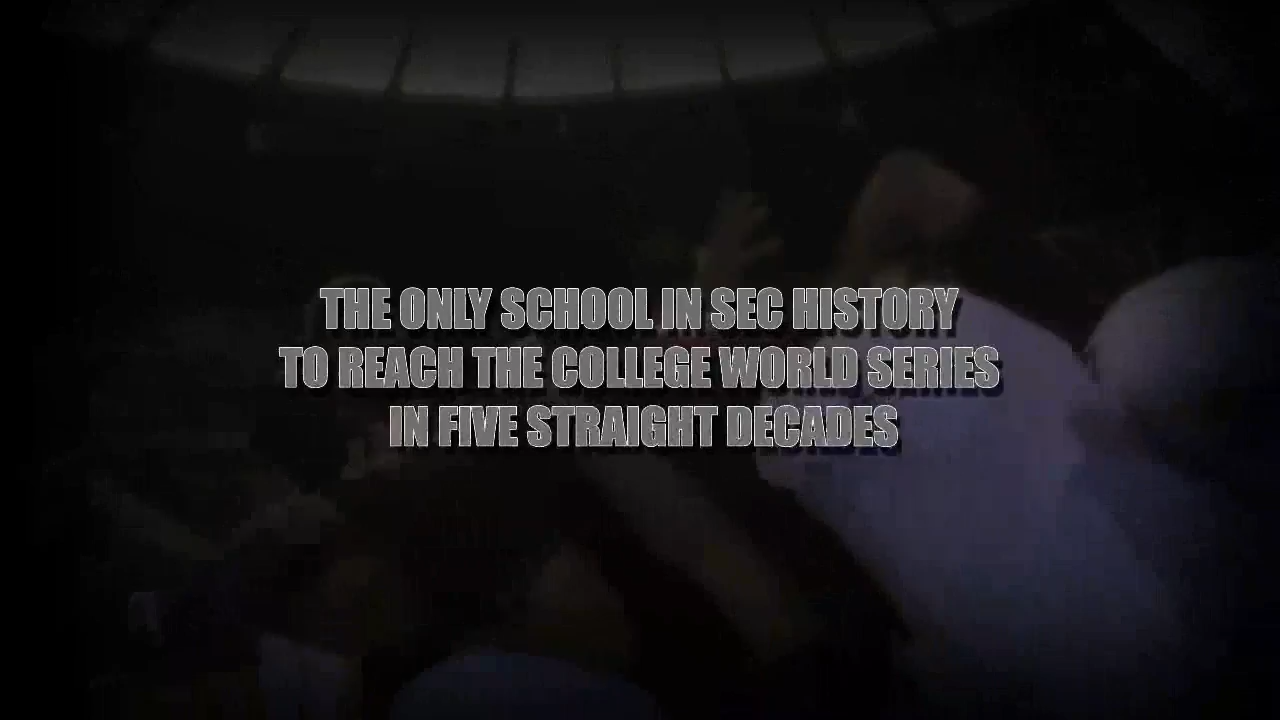 THE ONLY SCHOOL IN SEC HISTORY
TO REACH THE COLLEGE WORLD SERIES
IN FIVE STRAIGHT DECADES